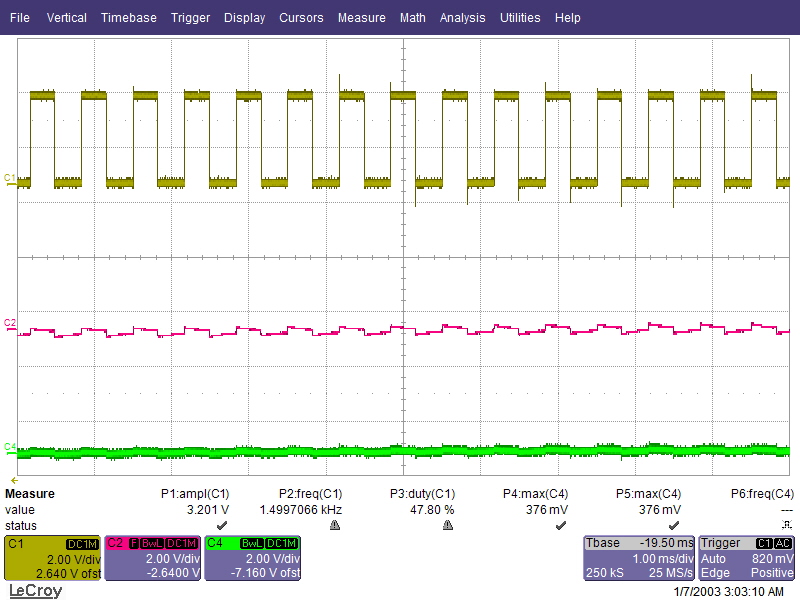 File Vertical Timebase Trigger Display Cursors Measure Math Analysis Utilities Help
C1
C2
C4
Measure P1:ampl(C1) P2:freq(C1) P3:duty(C1) P4:max(C4) P5:max(C4) P6:freq(C4)
value 3.201 V 1.4997066 kHz 47.80 % 376 mV 376 mV ---
status
C1 DC1M
2.00 V/div
2.640 V ofst
C2 F BwL DC1M
2.00 V/div
-2.6400 V
C4 BwL DC1M
2.00 V/div
-7.160 V ofst
Tbase -19.50 ms
1.00 ms/div
250 kS 25 MS/s
Trigger C1 AC
Auto 820 mV
Edge Positive
LeCroy
1/7/2003 3:03:10 AM